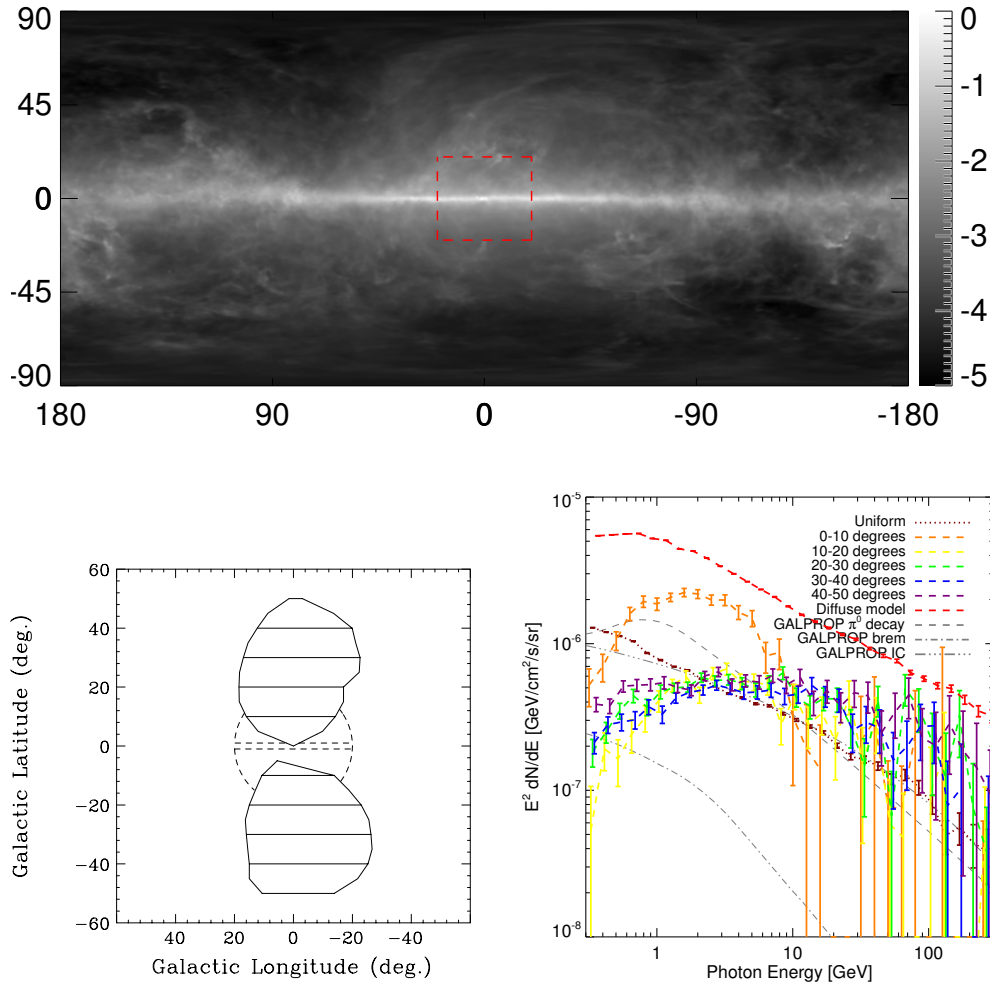 90
45
0
-45
-90
180
90
0
-90
-180
0
-1
-2
-3
-4
-5
Galactic Latitude (deg.)
60
40
20
0
−20
−40
−60
40
20
0
−20
−40
Galactic Longitude (deg.)
E² dN/dE [GeV/cm²/s/sr]
10⁻⁵
10⁻⁶
10⁻⁷
10⁻⁸
Uniform
0-10 degrees
10-20 degrees
20-30 degrees
30-40 degrees
40-50 degrees
Diffuse model
GALPROP π⁰ decay
GALPROP brem
GALPROP IC
1
10
100
Photon Energy [GeV]